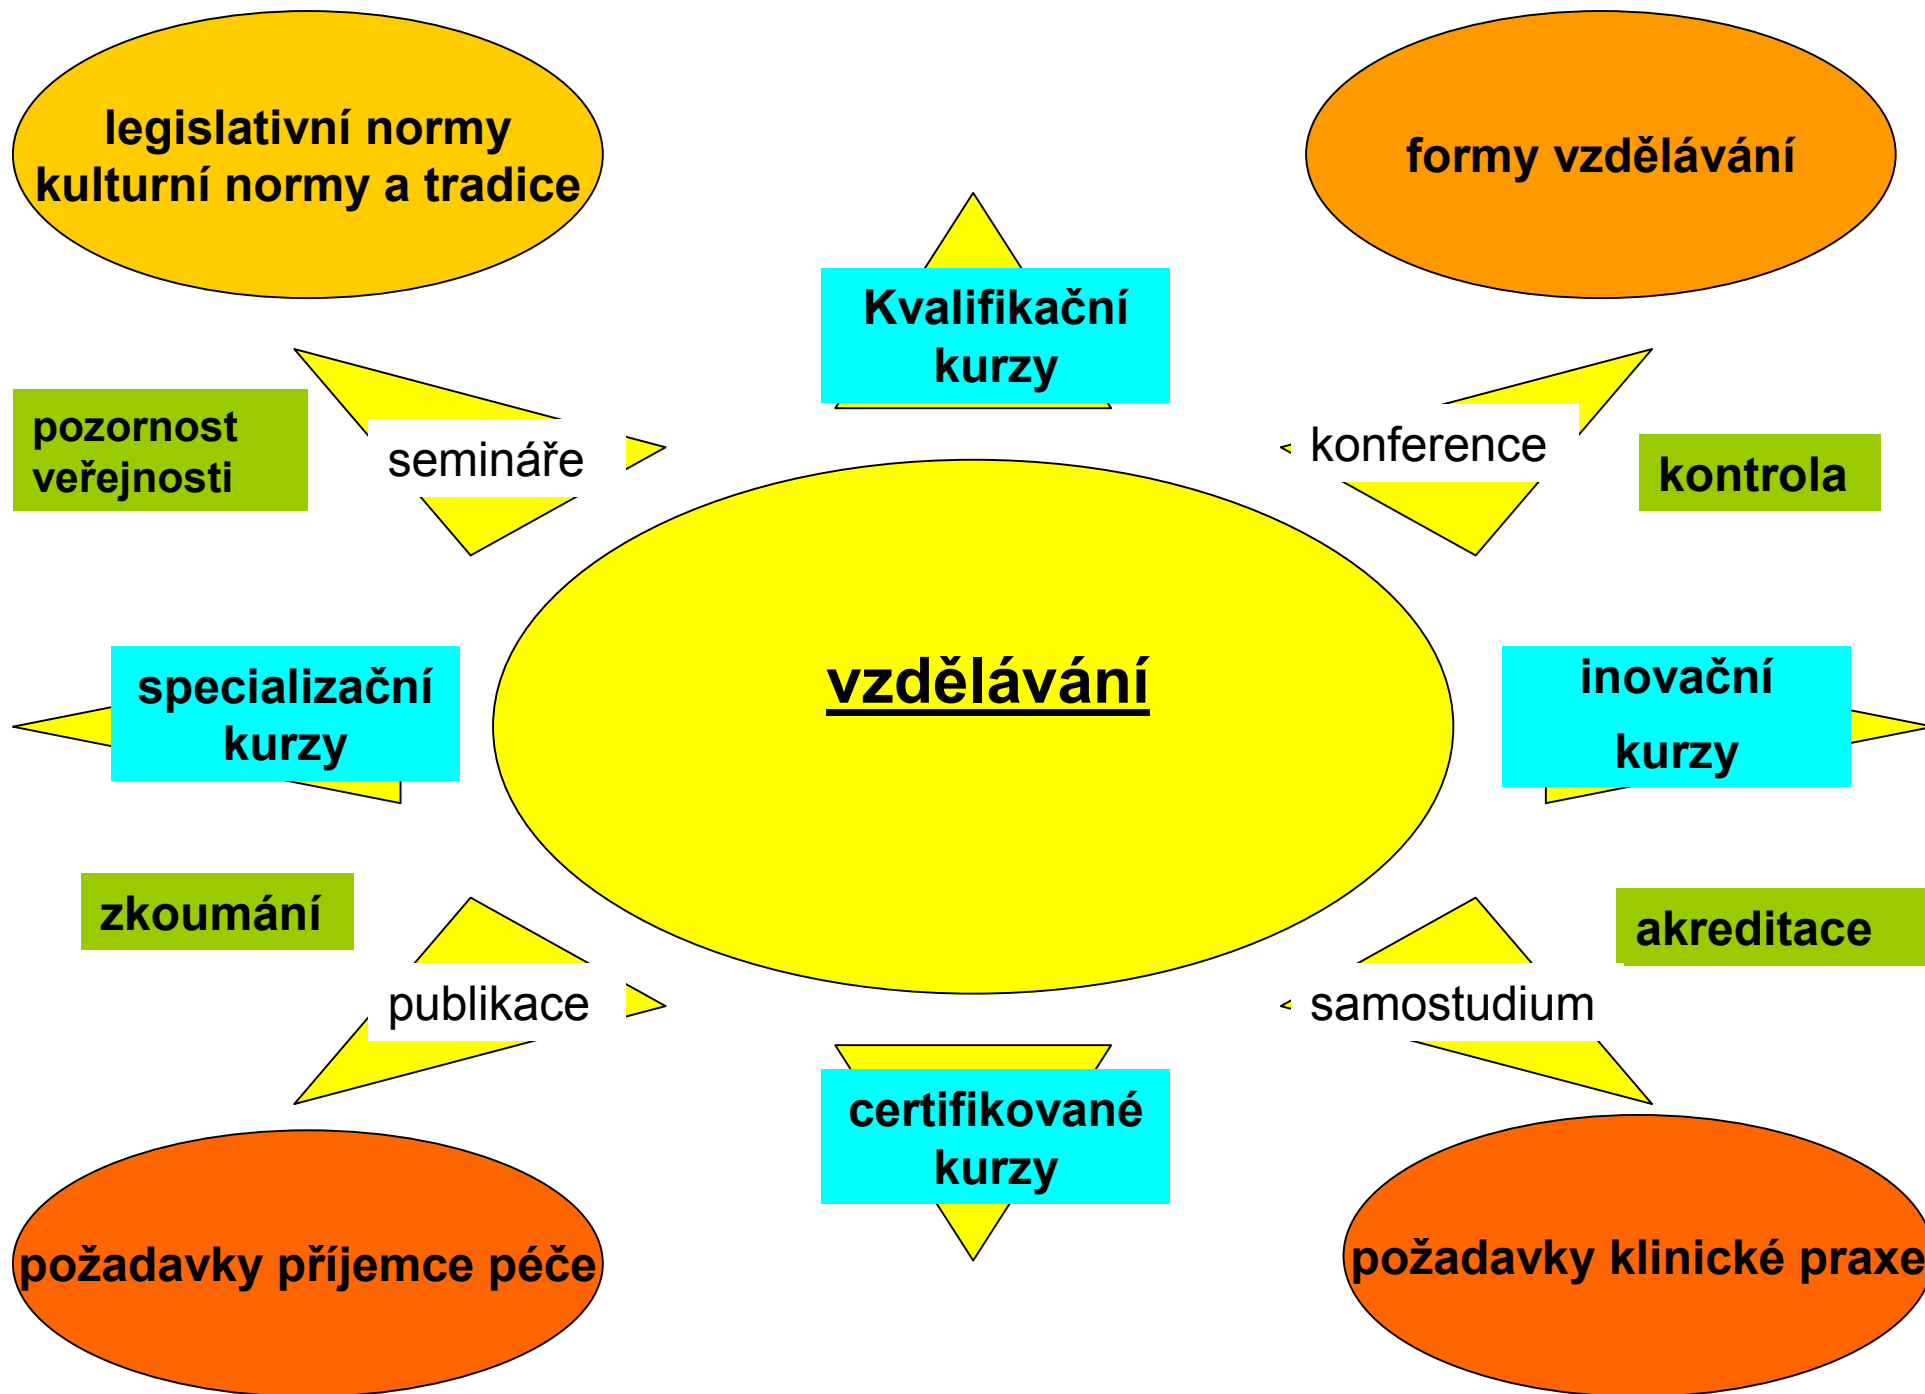 legislativní normy
kulturní normy a tradice
formy vzdělávání
Kvalifikační
kurzy
pozornost
veřejnosti
semináře
konference
kontrola
specializační
kurzy
vzdělávání
inovační
kurzy
zkoumání
akreditace
publikace
samostudium
certifikované
kurzy
požadavky příjemce péče
požadavky klinické praxe